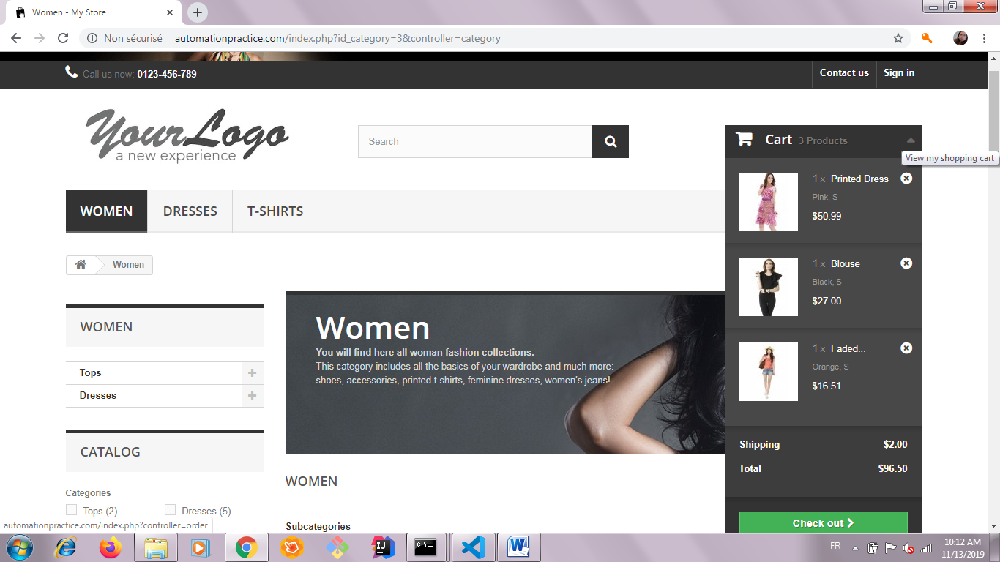 Women - My Store
Non sécurisé
automationpractice.com/index.php?id_category=3&controller=category
Call us now: 0123-456-789
Contact us
Sign in
YourLogo
a new experience
Search
Cart 3 Products
View my shopping cart
1 x Printed Dress
Pink, S
$50.99
1 x Blouse
Black, S
$27.00
1 x Faded...
Orange, S
$16.51
Shipping $2.00
Total $96.50
Check out
WOMEN
DRESSES
T-SHIRTS
Women
WOMEN
Tops
Dresses
CATALOG
Categories
Tops (2)
Dresses (5)
Women
You will find here all woman fashion collections.
This category includes all the basics of your wardrobe and much more:
shoes, accessories, printed t-shirts, feminine dresses, women's jeans!
WOMEN
Subcategories
automationpractice.com/index.php?controller=order
FR
10:12 AM
11/13/2019